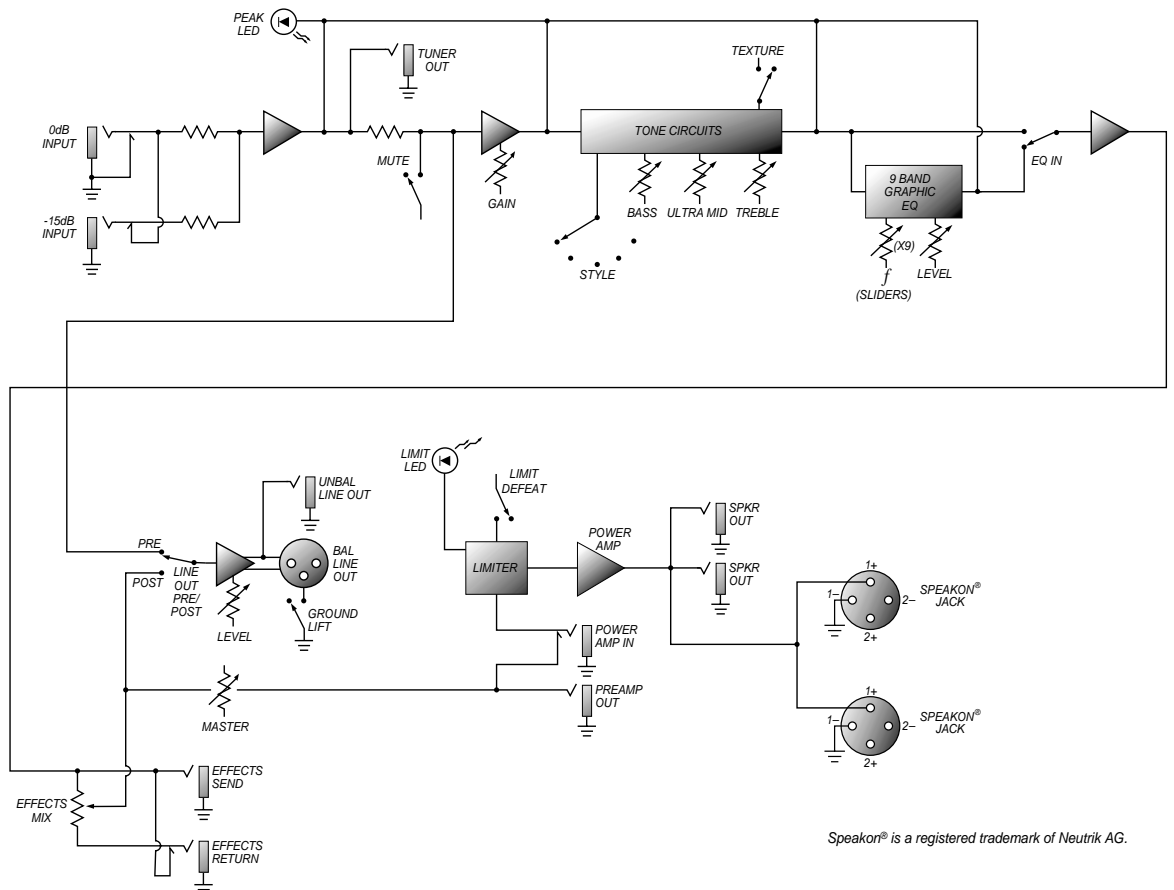 PEAK
LED
TUNER
OUT
TEXTURE
0dB
INPUT
TONE CIRCUITS
MUTE
EQ IN
GAIN
9 BAND
GRAPHIC
EQ
-15dB
INPUT
BASS
ULTRA MID
TREBLE
(X9)
STYLE
f
LEVEL
(SLIDERS)
LIMIT
LED
LIMIT
DEFEAT
UNBAL
LINE OUT
SPKR
OUT
POWER
AMP
PRE
BAL
LINE
OUT
LIMITER
SPKR
OUT
POST
LINE
OUT
PRE/
POST
1+
1–
2–
2+
SPEAKON®
JACK
GROUND
LIFT
LEVEL
POWER
AMP IN
PREAMP
OUT
MASTER
1+
1–
2–
2+
SPEAKON®
JACK
EFFECTS
SEND
EFFECTS
MIX
EFFECTS
RETURN
Speakon® is a registered trademark of Neutrik AG.